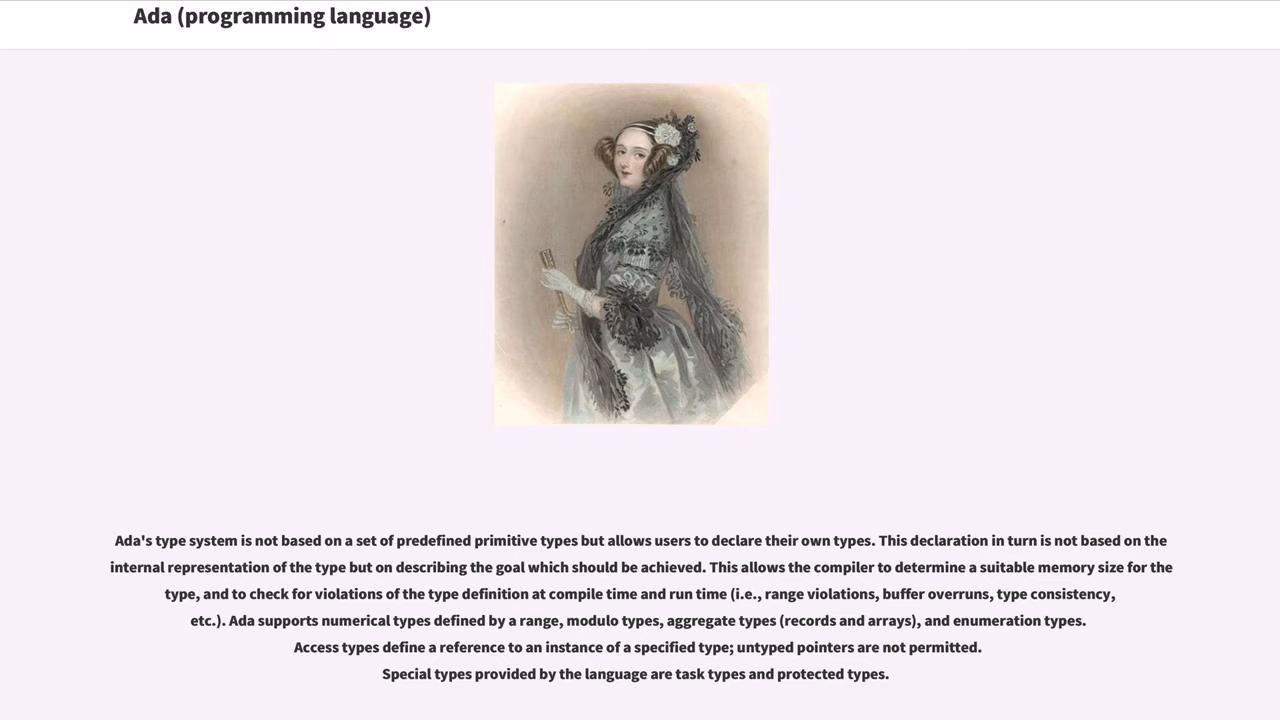 Ada (programming language)
Ada's type system is not based on a set of predefined primitive types but allows users to declare their own types. This declaration in turn is not based on the
internal representation of the type but on describing the goal which should be achieved. This allows the compiler to determine a suitable memory size for the
type, and to check for violations of the type definition at compile time and run time (i.e., range violations, buffer overruns, type consistency,
etc.). Ada supports numerical types defined by a range, modulo types, aggregate types (records and arrays), and enumeration types.
Access types define a reference to an instance of a specified type; untyped pointers are not permitted.
Special types provided by the language are task types and protected types.